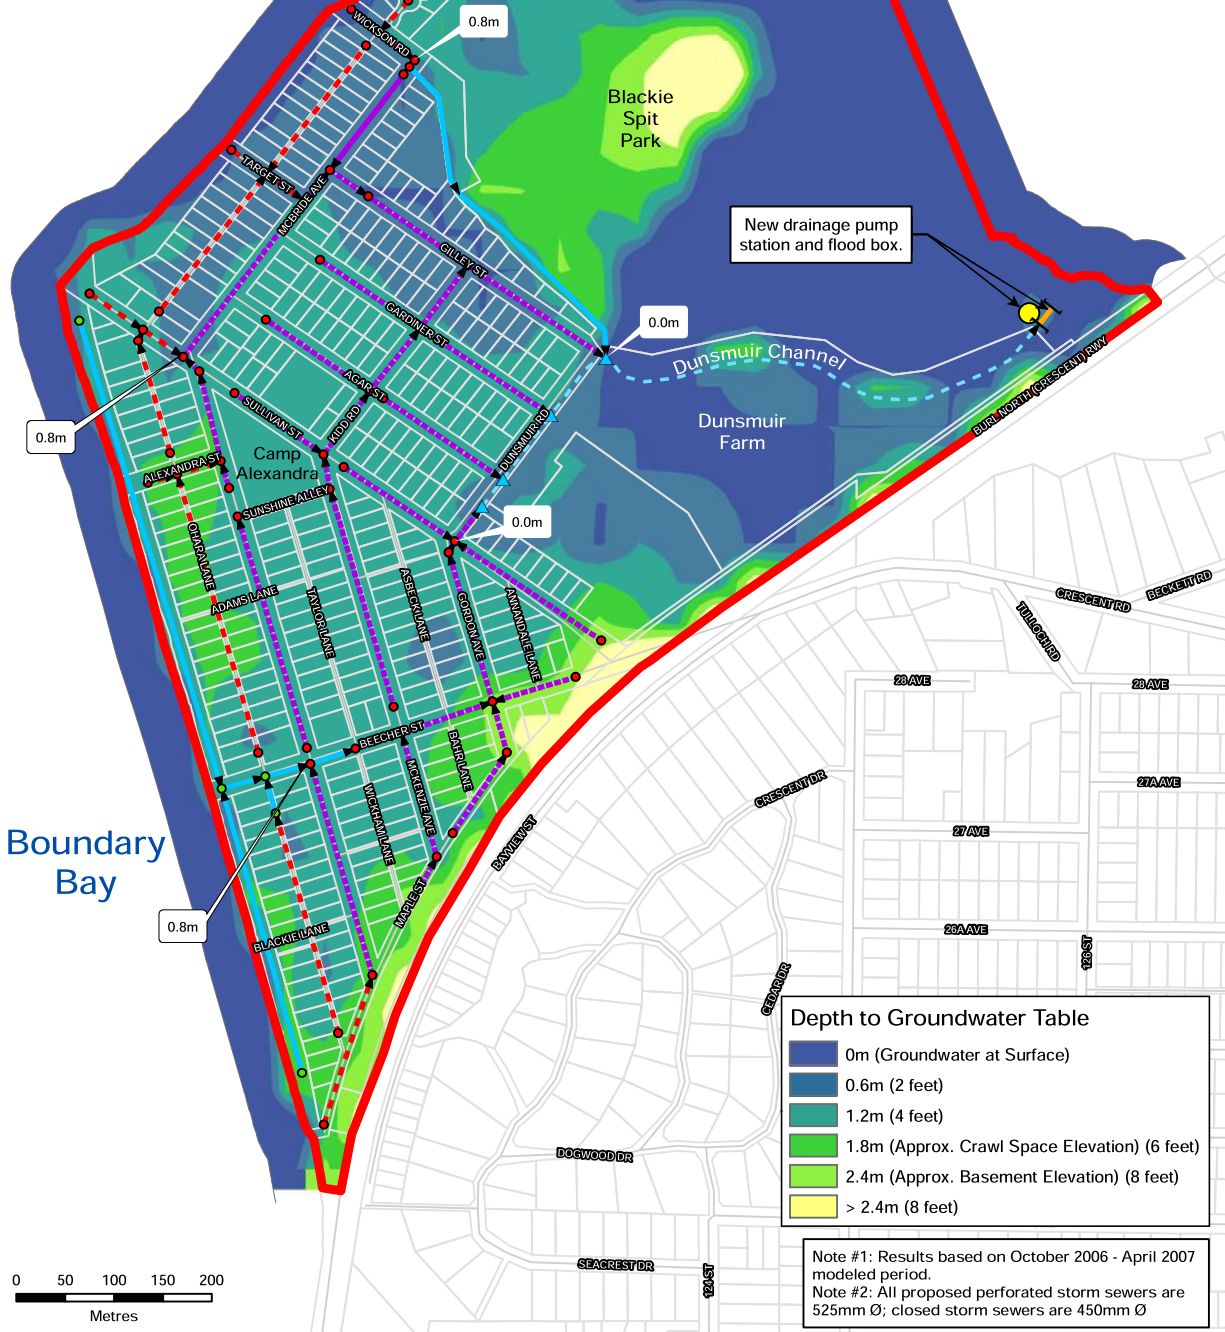 WICKSON RD
0.8m
Blackie
Spit
Park
TARGET ST
MCBRIDE AVE
New drainage pump
station and flood box.
GILLEY ST
GARDINER ST
0.0m
Dunsmuir Channel
BURL NORTH (CRESCENT) RWY
AGAR ST
SULLIVAN ST
KIDD RD
DUNSMUIR RD
Dunsmuir
Farm
0.8m
Camp
Alexandra
ALEXANDRA ST
SUNSHINE ALLEY
0.0m
OHARA LANE
ADAMS LANE
TAYLOR LANE
ASBECK LANE
GORDON AVE
ANNANDALE LANE
CRESCENT RD
BECKETT RD
TULLOCH RD
28 AVE
28 AVE
BEECHER ST
BAHR LANE
MCKENZIE AVE
WICKHAM LANE
CRESCENT DR
27A AVE
27 AVE
BAYVIEW ST
Boundary
Bay
MAPLE ST
0.8m
BLACKIE LANE
26A AVE
126 ST
CEDAR DR
Depth to Groundwater Table
0m (Groundwater at Surface)
0.6m (2 feet)
1.2m (4 feet)
1.8m (Approx. Crawl Space Elevation) (6 feet)
2.4m (Approx. Basement Elevation) (8 feet)
> 2.4m (8 feet)
DOGWOOD DR
SEACREST DR
124 ST
Note #1: Results based on October 2006 - April 2007
modeled period.
Note #2: All proposed perforated storm sewers are
525mm Ø; closed storm sewers are 450mm Ø
0 50 100 150 200
Metres